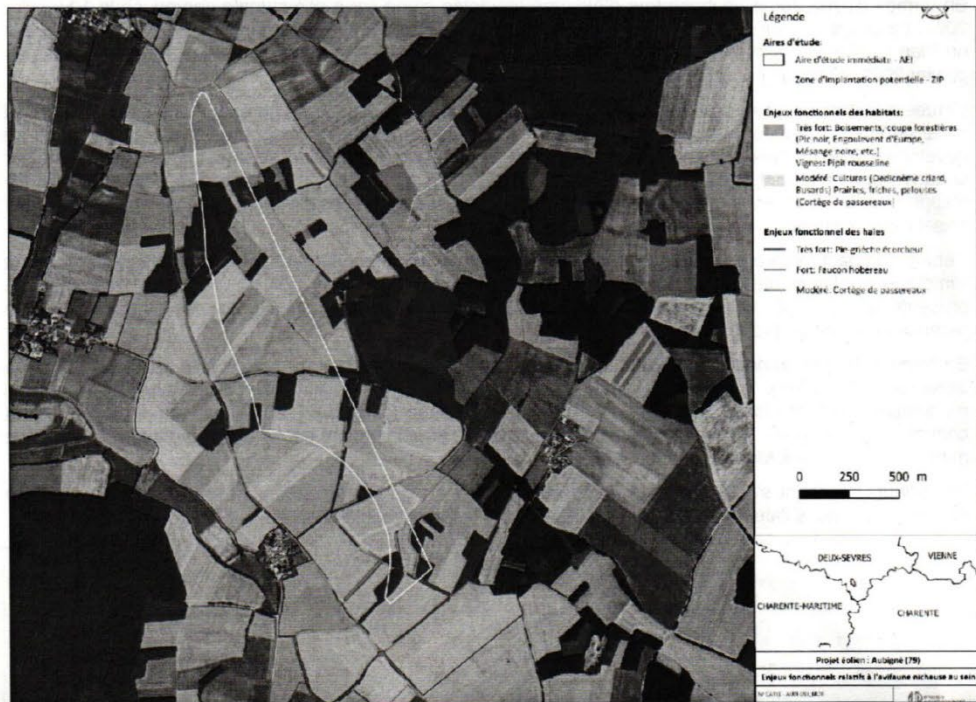 Légende
Aires d'étude:
Aire d'étude immédiate - AEI
Zone d'implantation potentielle - ZIP
Enjeux fonctionnels des habitats:
Très fort: Boisements, coupe forestières
(Pic noir, Engoulevent d'Europe,
Mésange noire, etc.)
Vignes: Pipit rousseline
Modéré: Cultures (Oedicnème criard,
Busards) Prairies, friches, pelouses
(Cortège de passereaux)
Enjeux fonctionnel des haies
Très fort: Pie-grièche écorcheur
Fort: Faucon hobereau
Modéré: Cortège de passereaux
0 250 500 m
DEUX-SEVRES
VIENNE
CHARENTE-MARITIME
CHARENTE
Projet éolien : Aubigné (79)
Enjeux fonctionnels relatifs à l'avifaune nicheuse au sein